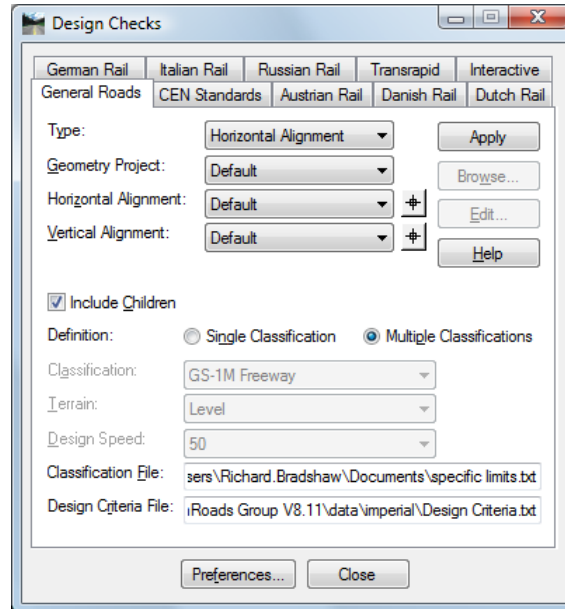 Design Checks
German Rail Italian Rail Russian Rail Transrapid Interactive
General Roads CEN Standards Austrian Rail Danish Rail Dutch Rail
Type: Horizontal Alignment Apply
Geometry Project: Default Browse...
Horizontal Alignment: Default Edit...
Vertical Alignment: Default Help
Include Children
Definition: Single Classification Multiple Classifications
Classification: GS-1M Freeway
Terrain: Level
Design Speed: 50
Classification File: sers\Richard.Bradshaw\Documents\specific limits.txt
Design Criteria File: Roads Group V8.11\data\imperial\Design Criteria.txt
Preferences... Close